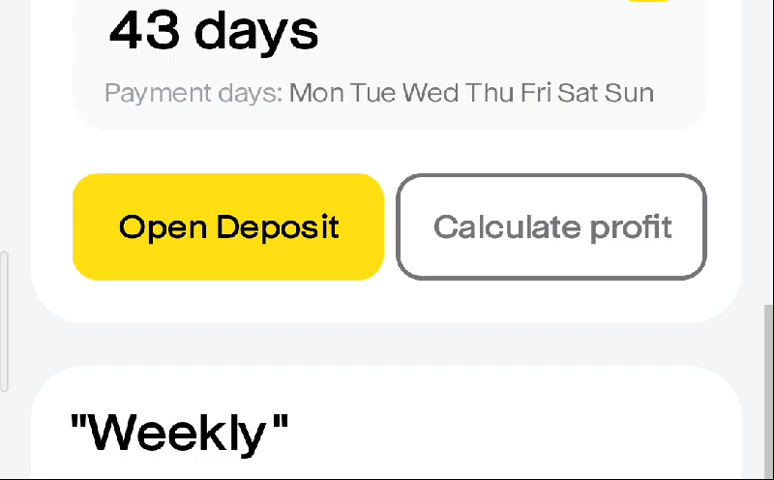 43 days
Payment days: Mon Tue Wed Thu Fri Sat Sun
Open Deposit
Calculate profit
"Weekly"